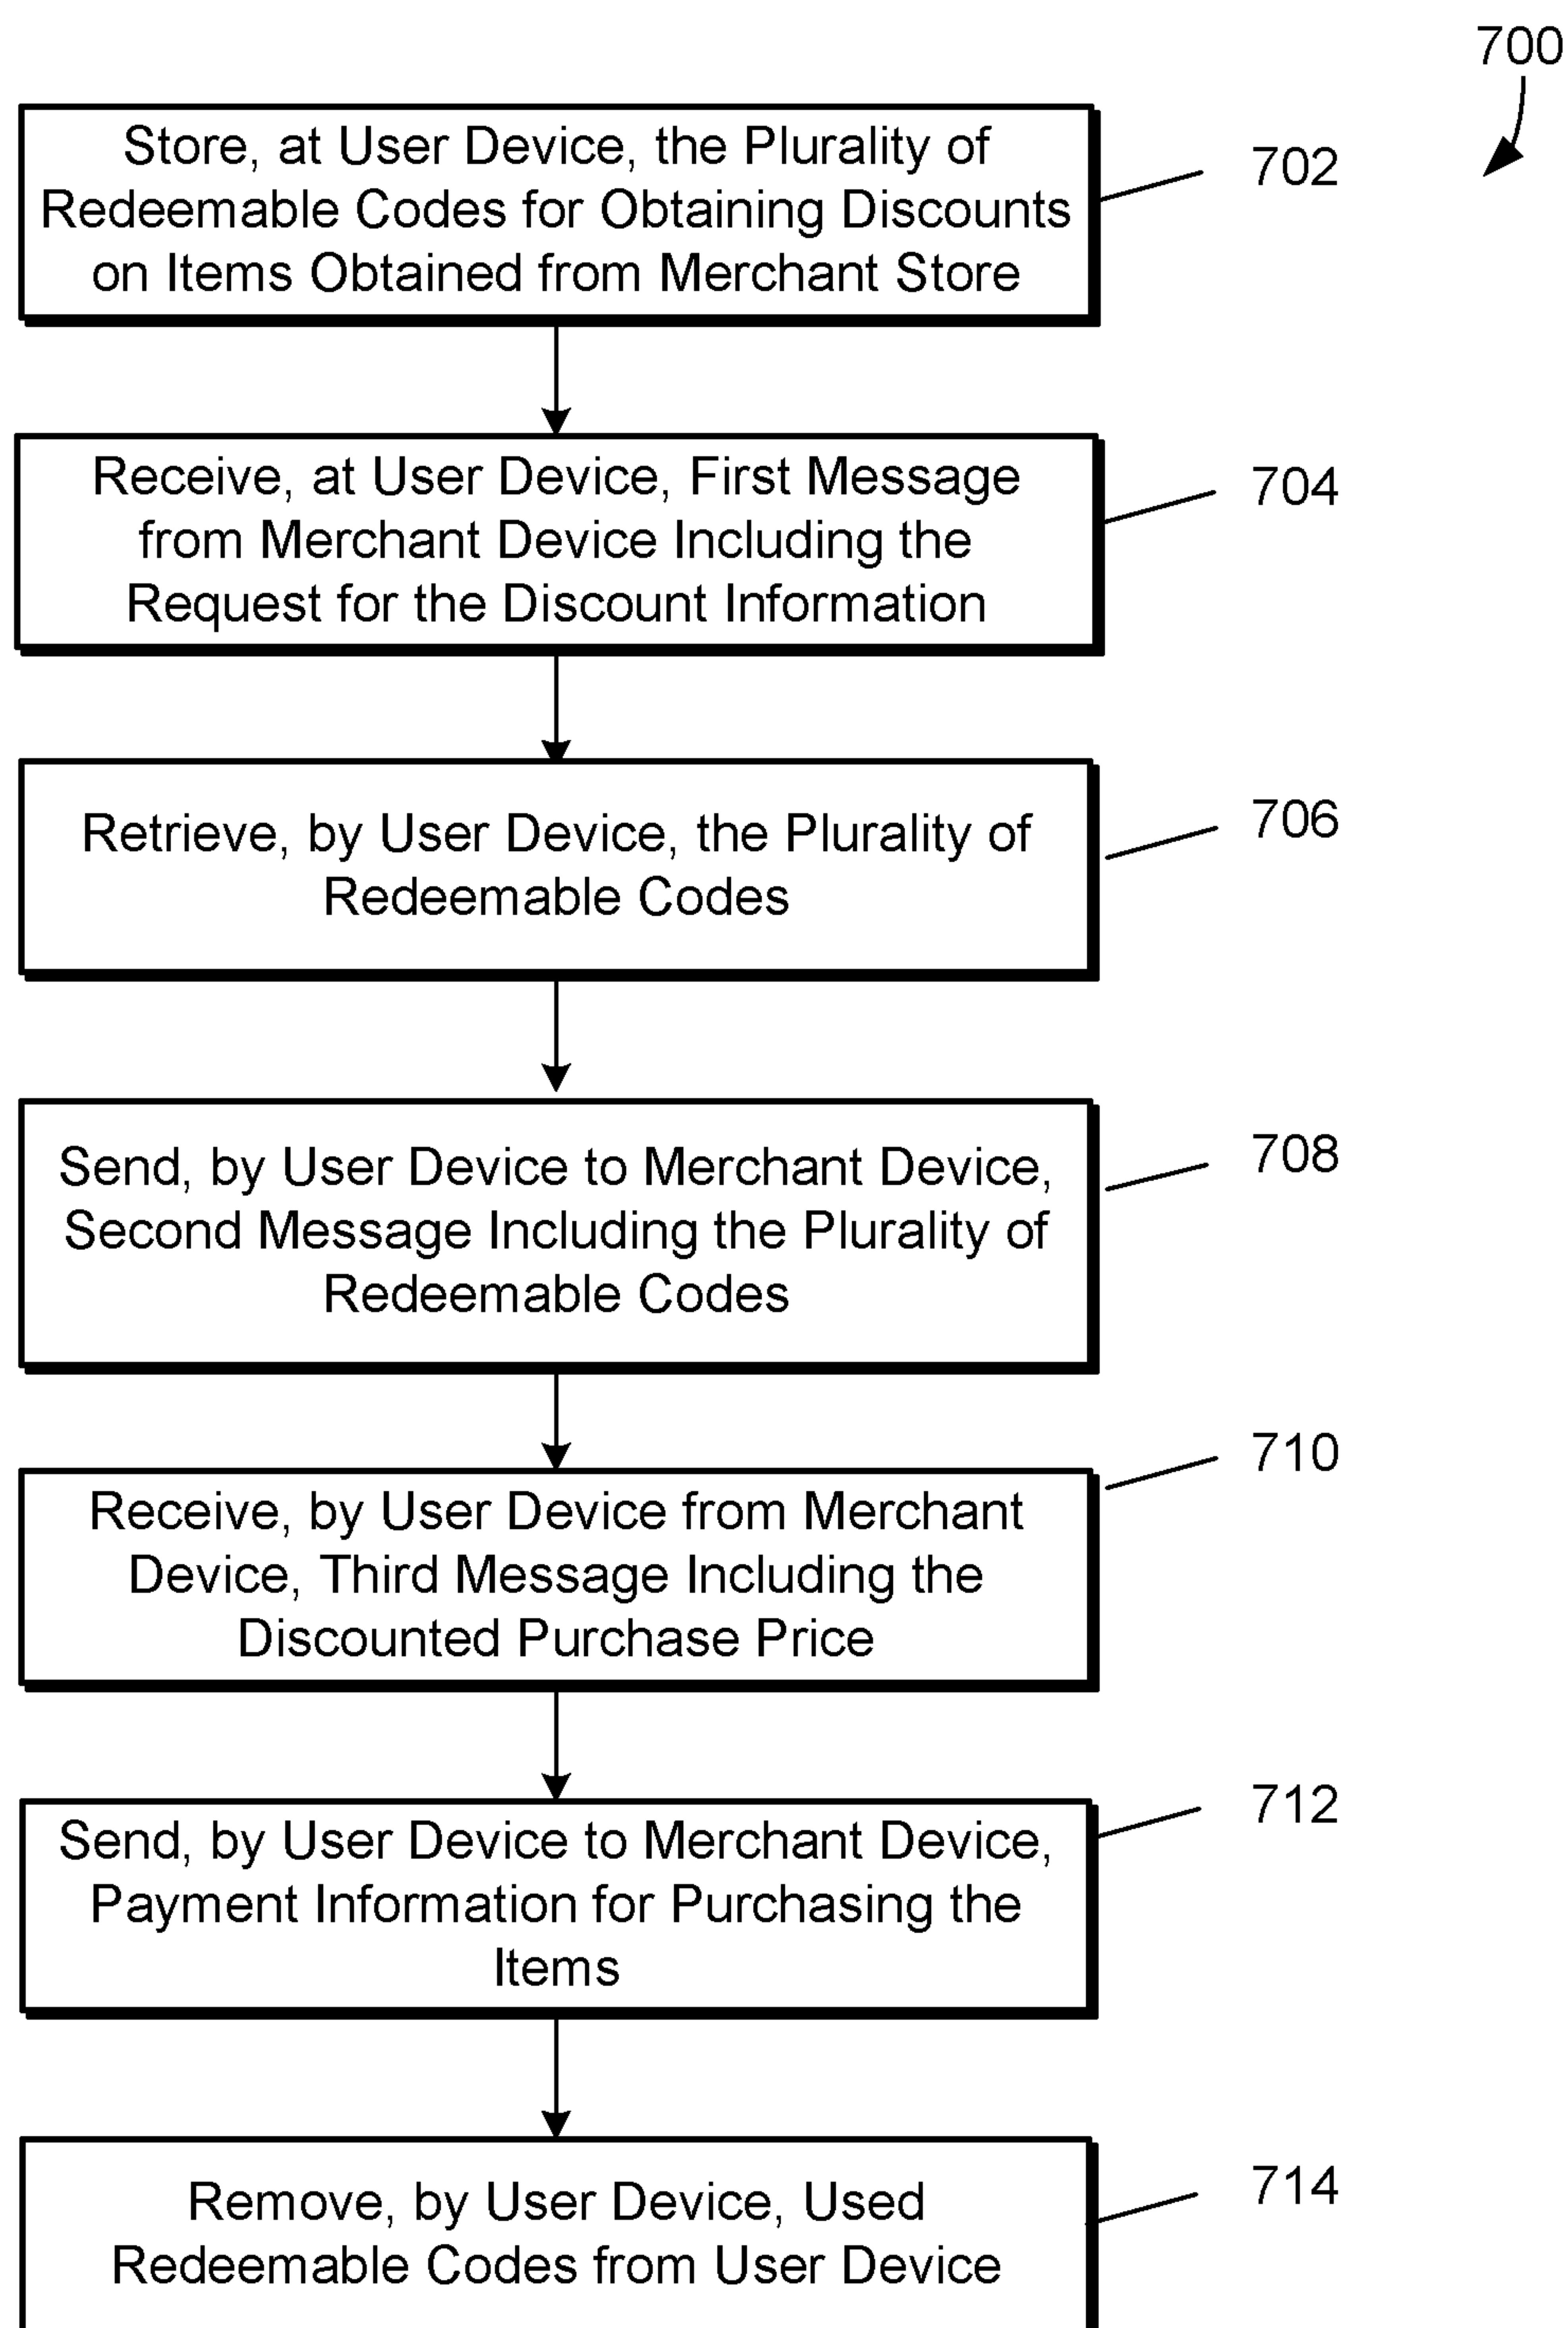 700
Store, at User Device, the Plurality of
Redeemable Codes for Obtaining Discounts
on Items Obtained from Merchant Store
702
Receive, at User Device, First Message
from Merchant Device Including the
Request for the Discount Information
704
Retrieve, by User Device, the Plurality of
Redeemable Codes
706
Send, by User Device to Merchant Device,
Second Message Including the Plurality of
Redeemable Codes
708
Receive, by User Device from Merchant
Device, Third Message Including the
Discounted Purchase Price
710
Send, by User Device to Merchant Device,
Payment Information for Purchasing the
Items
712
Remove, by User Device, Used
Redeemable Codes from User Device
714